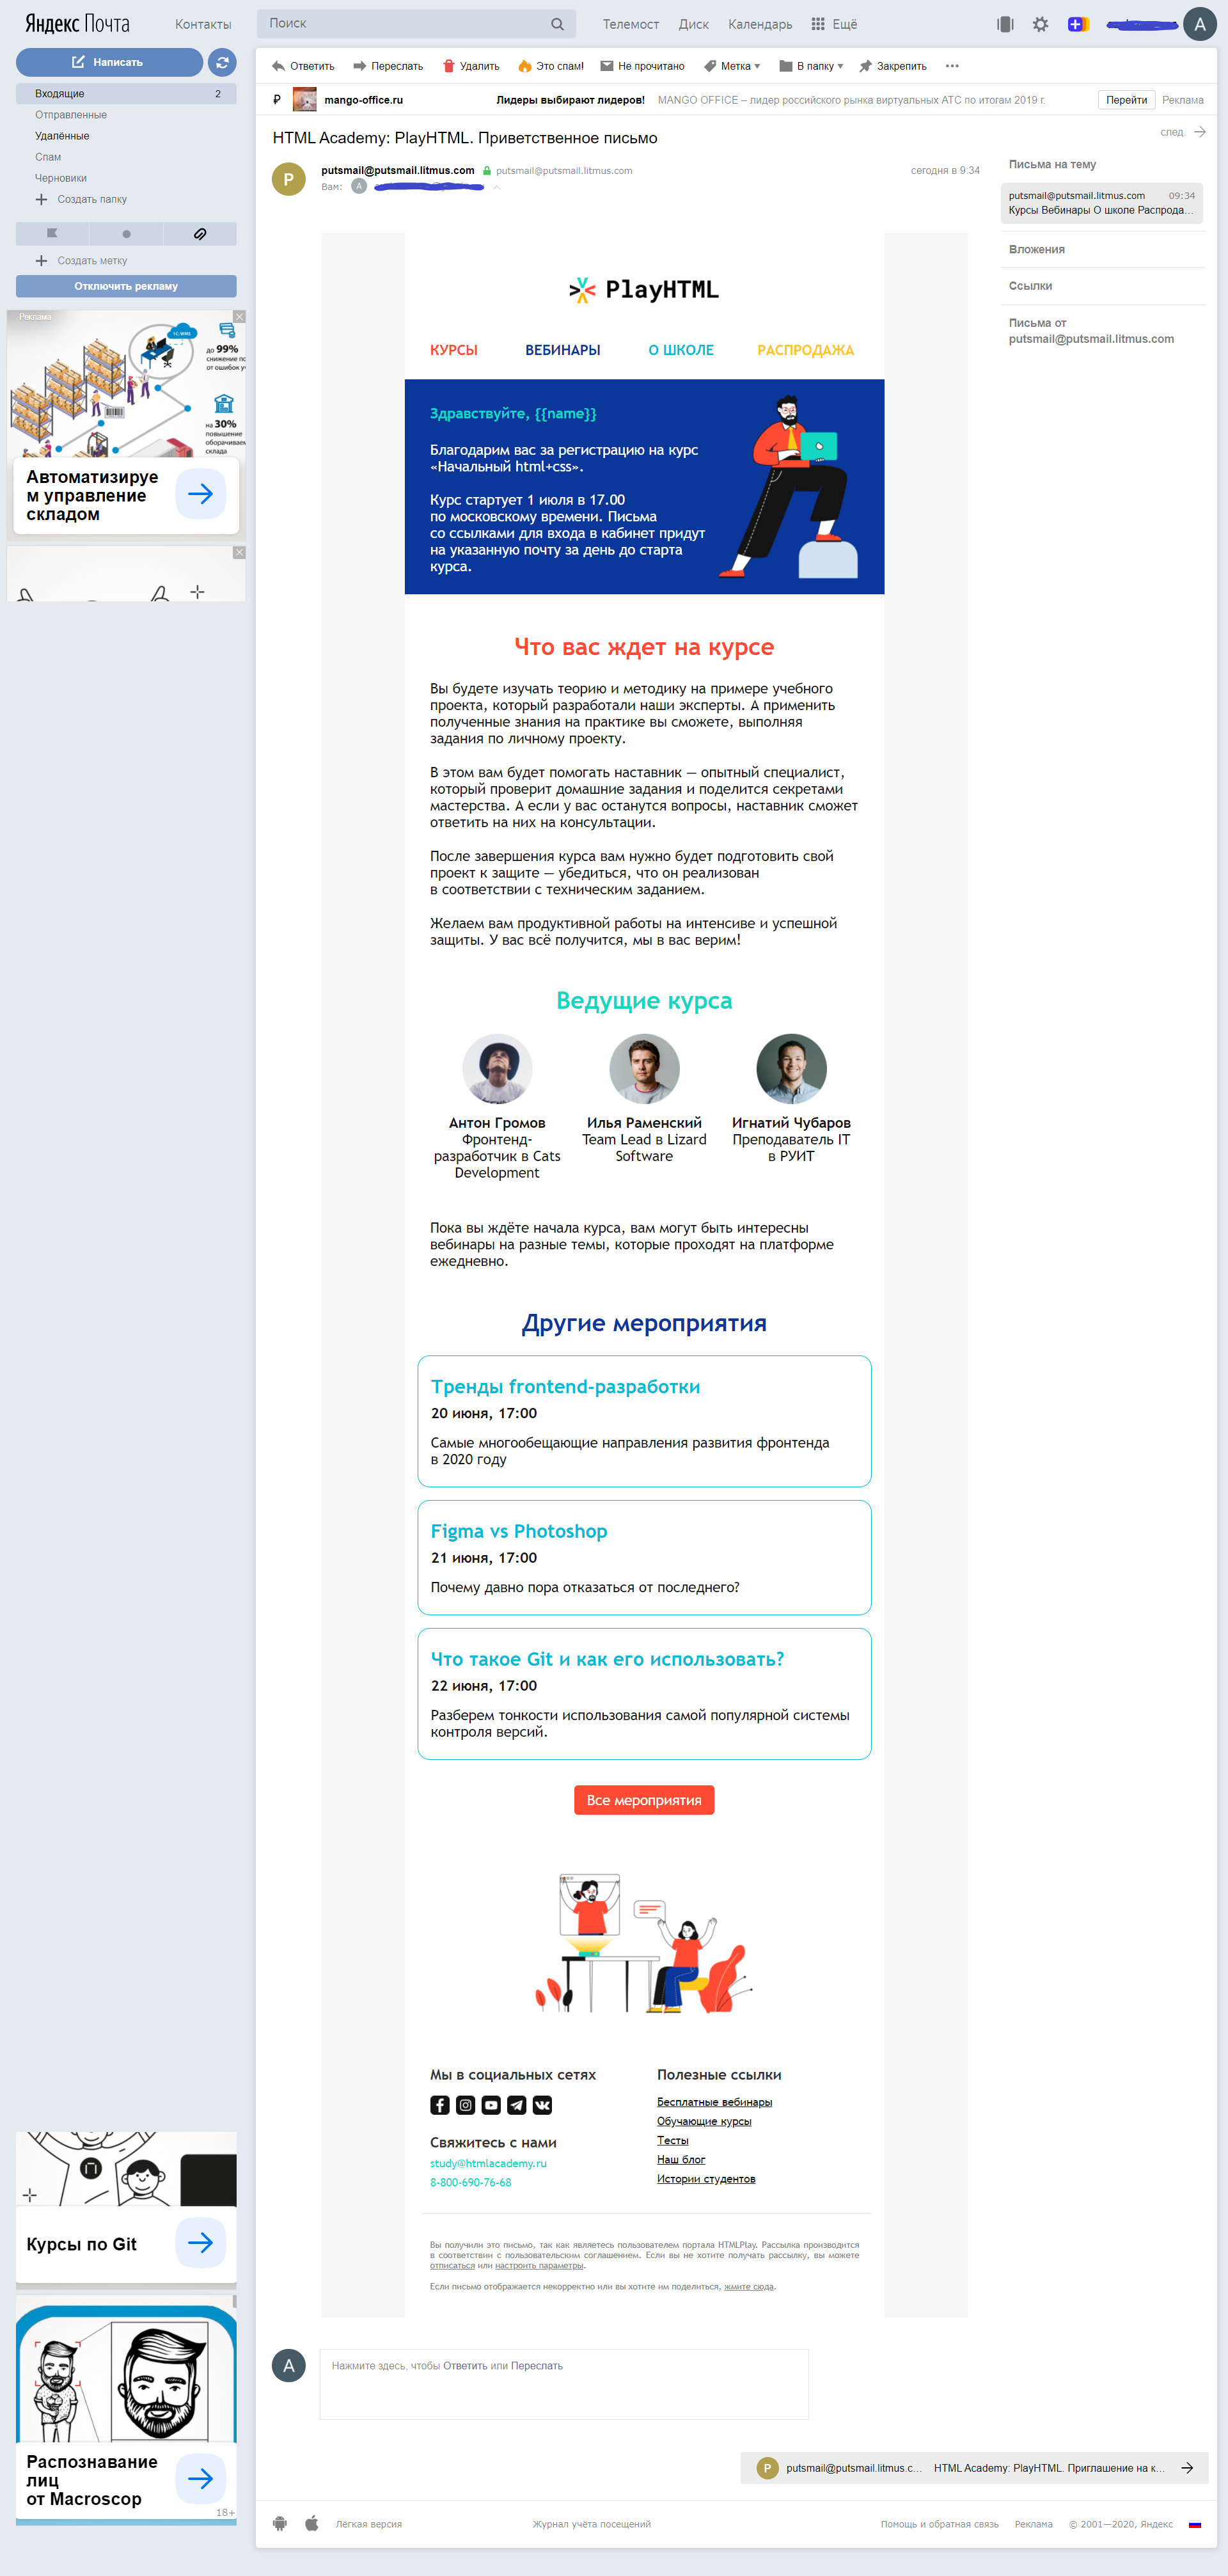 Яндекс Почта
Контакты
Поиск
Телемост
Диск
Календарь
Ещё
A
Написать
Входящие 2
Отправленные
Удалённые
Спам
Черновики
Создать папку
Создать метку
Отключить рекламу
Реклама
до 99%
на 30%
повышение
склада
Автоматизируе
м управление
складом
Курсы по Git
Распознавание
лиц
от Macroscop
18+
Ответить
Переслать
Удалить
Это спам!
Не прочитано
Метка
В папку
Закрепить
₽ mango-office.ru Лидеры выбирают лидеров! MANGO OFFICE – лидер российского рынка виртуальных АТС по итогам 2019 г. Перейти Реклама
HTML Academy: PlayHTML. Приветственное письмо
след.
P
putsmail@putsmail.litmus.com putsmail@putsmail.litmus.com сегодня в 9:34
Вам: A
Письма на тему
putsmail@putsmail.litmus.com 09:34
Курсы Вебинары О школе Распрода...
Вложения
Ссылки
Письма от
putsmail@putsmail.litmus.com
PlayHTML
КУРСЫ ВЕБИНАРЫ О ШКОЛЕ РАСПРОДАЖА
Здравствуйте, {{name}}
Благодарим вас за регистрацию на курс
«Начальный html+css».
Курс стартует 1 июля в 17.00
по московскому времени. Письма
со ссылками для входа в кабинет придут
на указанную почту за день до старта
курса.
Что вас ждет на курсе
Вы будете изучать теорию и методику на примере учебного
проекта, который разработали наши эксперты. А применить
полученные знания на практике вы сможете, выполняя
задания по личному проекту.
В этом вам будет помогать наставник — опытный специалист,
который проверит домашние задания и поделится секретами
мастерства. А если у вас останутся вопросы, наставник сможет
ответить на них на консультации.
После завершения курса вам нужно будет подготовить свой
проект к защите — убедиться, что он реализован
в соответствии с техническим заданием.
Желаем вам продуктивной работы на интенсиве и успешной
защиты. У вас всё получится, мы в вас верим!
Ведущие курса
Антон Громов
Фронтенд-
разработчик в Cats
Development
Илья Раменский
Team Lead в Lizard
Software
Игнатий Чубаров
Преподаватель IT
в РУИТ
Пока вы ждёте начала курса, вам могут быть интересны
вебинары на разные темы, которые проходят на платформе
ежедневно.
Другие мероприятия
Тренды frontend-разработки
20 июня, 17:00
Самые многообещающие направления развития фронтенда
в 2020 году
Figma vs Photoshop
21 июня, 17:00
Почему давно пора отказаться от последнего?
Что такое Git и как его использовать?
22 июня, 17:00
Разберем тонкости использования самой популярной системы
контроля версий.
Все мероприятия
Мы в социальных сетях
Свяжитесь с нами
study@htmlacademy.ru
8-800-690-76-68
Полезные ссылки
Бесплатные вебинары
Обучающие курсы
Тесты
Наш блог
Истории студентов
Вы получили это письмо, так как являетесь пользователем портала HTMLPlay. Рассылка производится
в соответствии с пользовательским соглашением. Если вы не хотите получать рассылку, вы можете
отписаться или настроить параметры.
Если письмо отображается некорректно или вы хотите им поделиться, жмите сюда.
A
Нажмите здесь, чтобы Ответить или Переслать
P putsmail@putsmail.litmus.c... HTML Academy: PlayHTML. Приглашение на к...
Лёгкая версия
Журнал учёта посещений
Помощь и обратная связь
Реклама
© 2001—2020, Яндекс